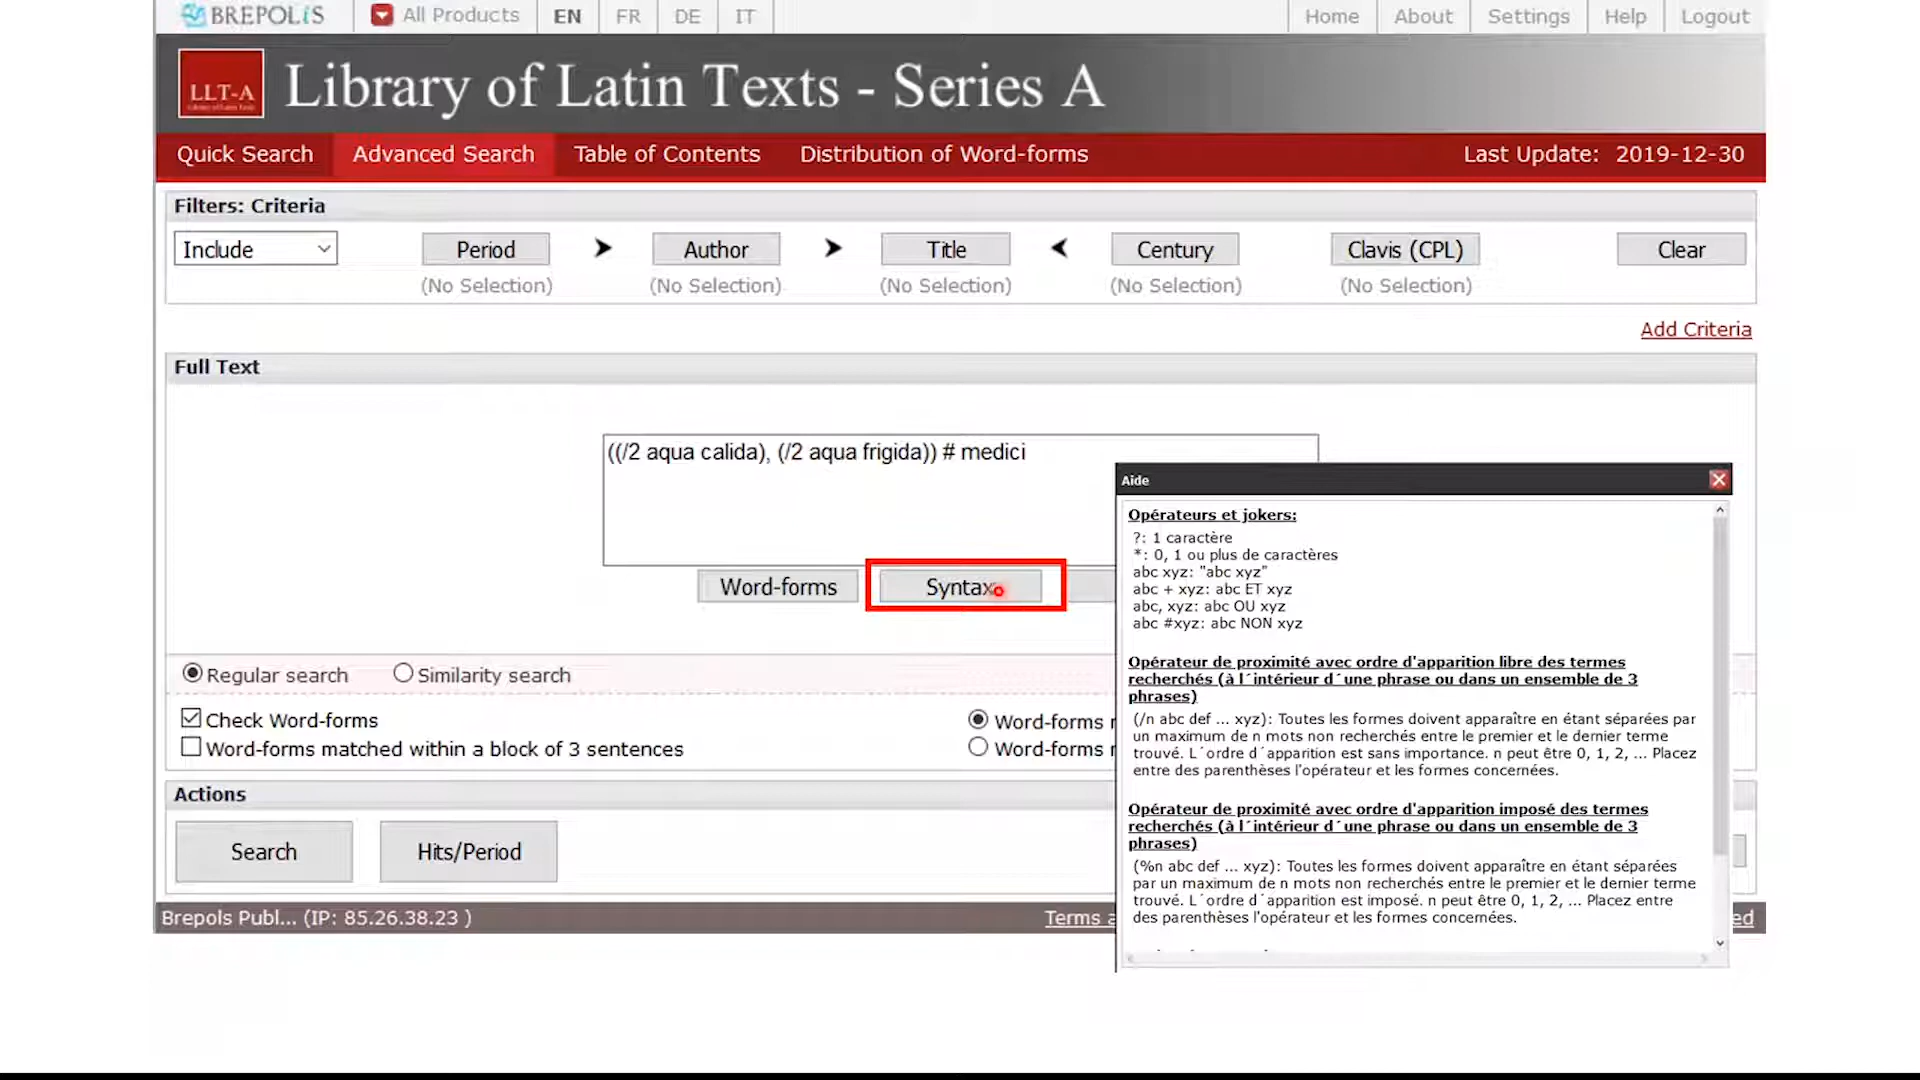 BREPOLiS All Products EN FR DE IT Home About Settings Help Logout
LLT-A Library of Latin Texts - Series A
Quick Search Advanced Search Table of Contents Distribution of Word-forms Last Update: 2019-12-30
Filters: Criteria
Include Period Author Title Century Clavis (CPL) Clear
(No Selection) (No Selection) (No Selection) (No Selection) (No Selection)
Add Criteria
Full Text
((/2 aqua calida), (/2 aqua frigida)) # medici
Word-forms Syntax
Regular search Similarity search
Check Word-forms Word-forms
Word-forms matched within a block of 3 sentences Word-forms
Actions
Search Hits/Period
Brepols Publ... (IP: 85.26.38.23 ) Terms
Aide
Opérateurs et jokers:
?: 1 caractère
*: 0, 1 ou plus de caractères
abc xyz: "abc xyz"
abc + xyz: abc ET xyz
abc, xyz: abc OU xyz
abc #xyz: abc NON xyz
Opérateur de proximité avec ordre d'apparition libre des termes
recherchés (à l´intérieur d´une phrase ou dans un ensemble de 3
phrases)
(/n abc def ... xyz): Toutes les formes doivent apparaître en étant séparées par
un maximum de n mots non recherchés entre le premier et le dernier terme
trouvé. L´ordre d´apparition est sans importance. n peut être 0, 1, 2, ... Placez
entre des parenthèses l'opérateur et les formes concernées.
Opérateur de proximité avec ordre d'apparition imposé des termes
recherchés (à l´intérieur d´une phrase ou dans un ensemble de 3
phrases)
(%n abc def ... xyz): Toutes les formes doivent apparaître en étant séparées
par un maximum de n mots non recherchés entre le premier et le dernier terme
trouvé. L´ordre d´apparition est imposé. n peut être 0, 1, 2, ... Placez entre
des parenthèses l'opérateur et les formes concernées.